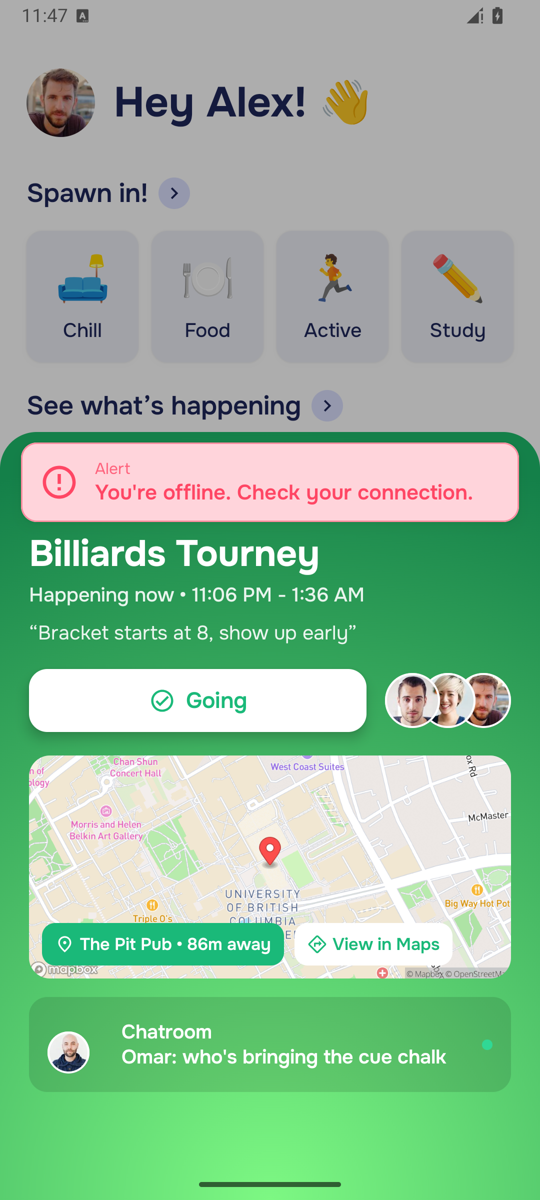 11:47
Hey Alex! 👋
Spawn in!
Chill
Food
Active
Study
See what’s happening
Alert
You're offline. Check your connection.
Billiards Tourney
Happening now • 11:06 PM - 1:36 AM
“Bracket starts at 8, show up early”
Going
Chan Shun
Concert Hall
West Coast Suites
Morris and Helen
Belkin Art Gallery
McMaster
UNIVERSITY
OF BRITISH
COLUMBIA
Triple O's
Big Way Hot Pot
The Pit Pub • 86m away
View in Maps
mapbox
© Mapbox © OpenStreetM
Chatroom
Omar: who's bringing the cue chalk